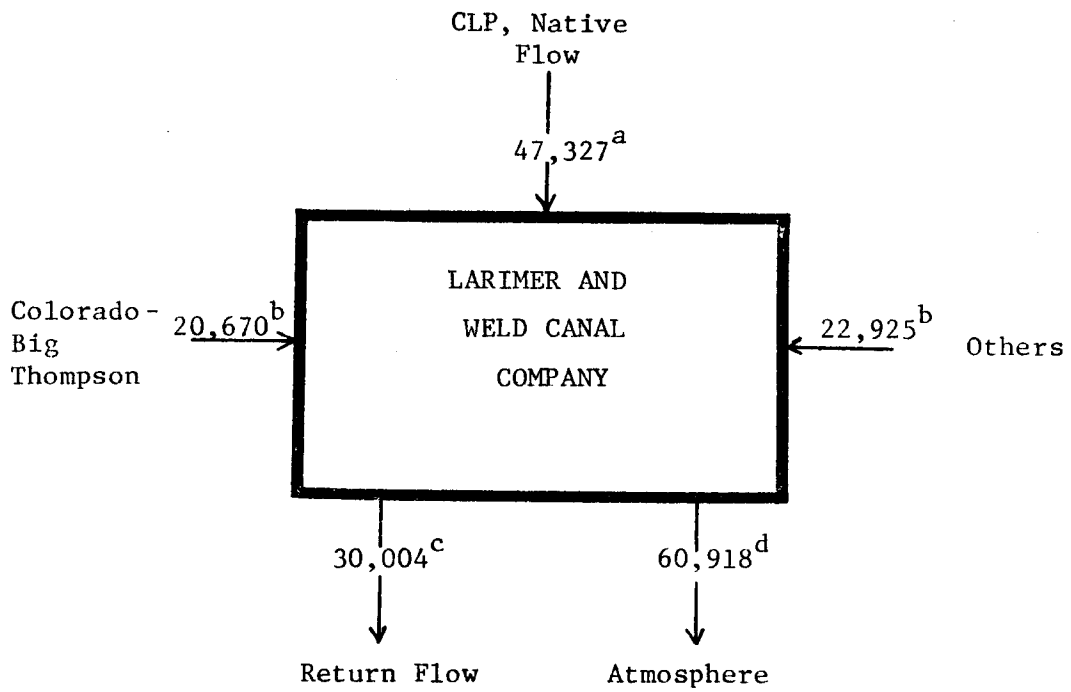 CLP, Native
Flow
47,327a
LARIMER AND
WELD CANAL
COMPANY
Colorado-
Big
Thompson
20,670b
22,925b
Others
30,004c
60,918d
Return Flow
Atmosphere